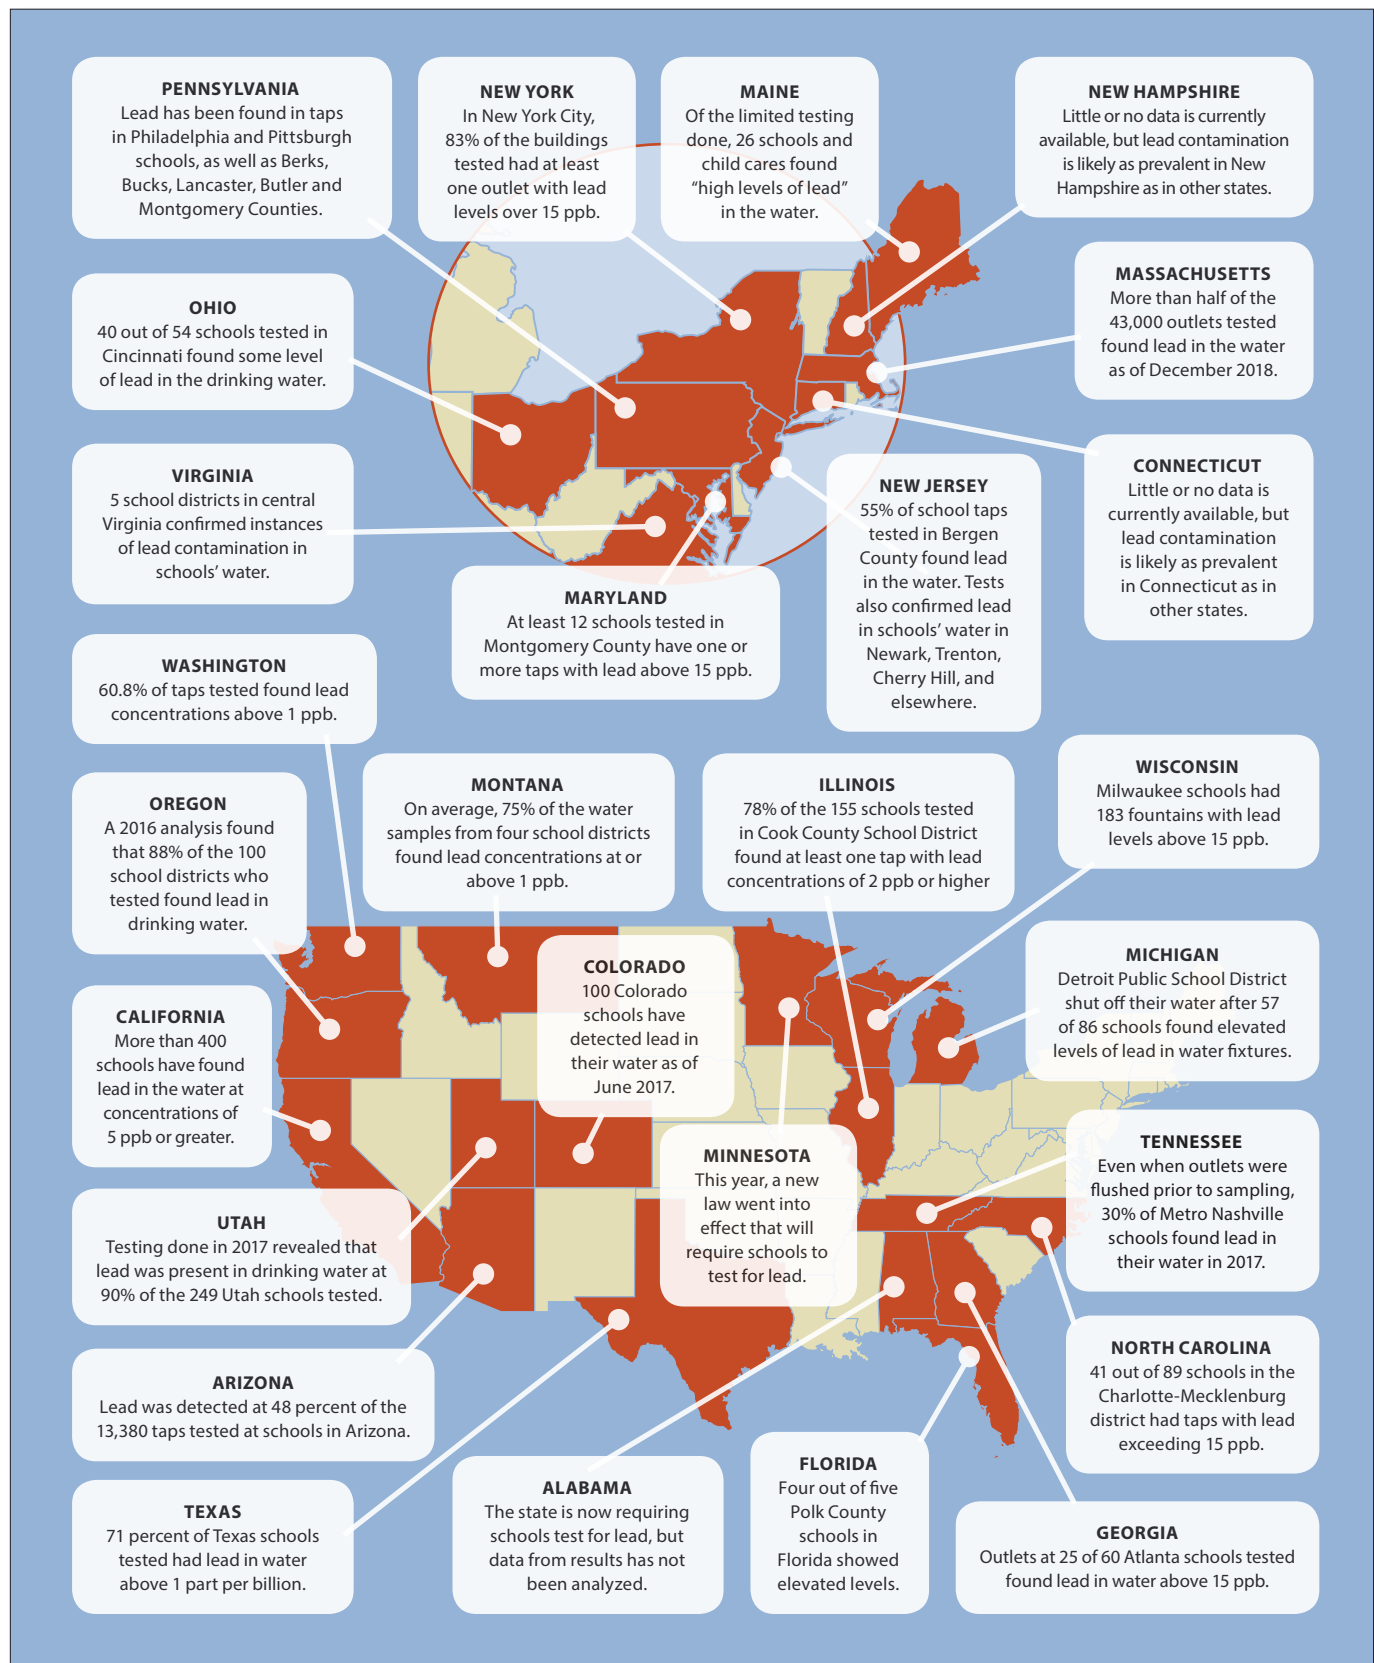 PENNSYLVANIA
Lead has been found in taps
in Philadelphia and Pittsburgh
schools, as well as Berks,
Bucks, Lancaster, Butler and
Montgomery Counties.
NEW YORK
In New York City,
83% of the buildings
tested had at least
one outlet with lead
levels over 15 ppb.
MAINE
Of the limited testing
done, 26 schools and
child cares found
“high levels of lead”
in the water.
NEW HAMPSHIRE
Little or no data is currently
available, but lead contamination
is likely as prevalent in New
Hampshire as in other states.
OHIO
40 out of 54 schools tested in
Cincinnati found some level
of lead in the drinking water.
MASSACHUSETTS
More than half of the
43,000 outlets tested
found lead in the water
as of December 2018.
VIRGINIA
5 school districts in central
Virginia confirmed instances
of lead contamination in
schools’ water.
CONNECTICUT
Little or no data is
currently available, but
lead contamination
is likely as prevalent
in Connecticut as in
other states.
NEW JERSEY
55% of school taps
tested in Bergen
County found lead
in the water. Tests
also confirmed lead
in schools’ water in
Newark, Trenton,
Cherry Hill, and
elsewhere.
MARYLAND
At least 12 schools tested in
Montgomery County have one or
more taps with lead above 15 ppb.
WASHINGTON
60.8% of taps tested found lead
concentrations above 1 ppb.
OREGON
A 2016 analysis found
that 88% of the 100
school districts who
tested found lead in
drinking water.
MONTANA
On average, 75% of the water
samples from four school districts
found lead concentrations at or
above 1 ppb.
ILLINOIS
78% of the 155 schools tested
in Cook County School District
found at least one tap with lead
concentrations of 2 ppb or higher
WISCONSIN
Milwaukee schools had
183 fountains with lead
levels above 15 ppb.
COLORADO
100 Colorado
schools have
detected lead in
their water as of
June 2017.
MICHIGAN
Detroit Public School District
shut off their water after 57
of 86 schools found elevated
levels of lead in water fixtures.
CALIFORNIA
More than 400
schools have found
lead in the water at
concentrations of
5 ppb or greater.
MINNESOTA
This year, a new
law went into
effect that will
require schools to
test for lead.
TENNESSEE
Even when outlets were
flushed prior to sampling,
30% of Metro Nashville
schools found lead in
their water in 2017.
UTAH
Testing done in 2017 revealed that
lead was present in drinking water at
90% of the 249 Utah schools tested.
ARIZONA
Lead was detected at 48 percent of the
13,380 taps tested at schools in Arizona.
NORTH CAROLINA
41 out of 89 schools in the
Charlotte-Mecklenburg
district had taps with lead
exceeding 15 ppb.
TEXAS
71 percent of Texas schools
tested had lead in water
above 1 part per billion.
ALABAMA
The state is now requiring
schools test for lead, but
data from results has not
been analyzed.
FLORIDA
Four out of five
Polk County
schools in
Florida showed
elevated levels.
GEORGIA
Outlets at 25 of 60 Atlanta schools tested
found lead in water above 15 ppb.